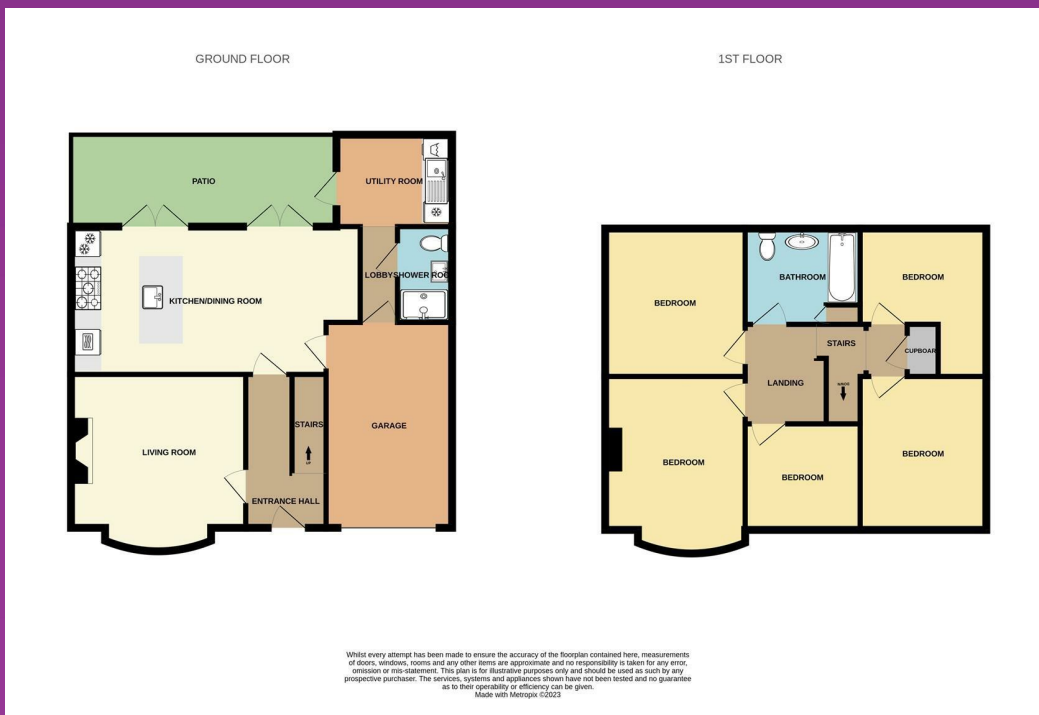 GROUND FLOOR
1ST FLOOR
PATIO
UTILITY ROOM
LOBBY
SHOWER ROO
KITCHEN/DINING ROOM
STAIRS
UP
LIVING ROOM
GARAGE
ENTRANCE HALL
BEDROOM
BATHROOM
BEDROOM
STAIRS
CUPBOAR
LANDING
BEDROOM
BEDROOM
BEDROOM
Whilst every attempt has been made to ensure the accuracy of the floorplan contained here, measurements
of doors, windows, rooms and any other items are approximate and no responsibility is taken for any error,
omission or mis-statement. This plan is for illustrative purposes only and should be used as such by any
prospective purchaser. The services, systems and appliances shown have not been tested and no guarantee
as to their operability or efficiency can be given.
Made with Metropix ©2023